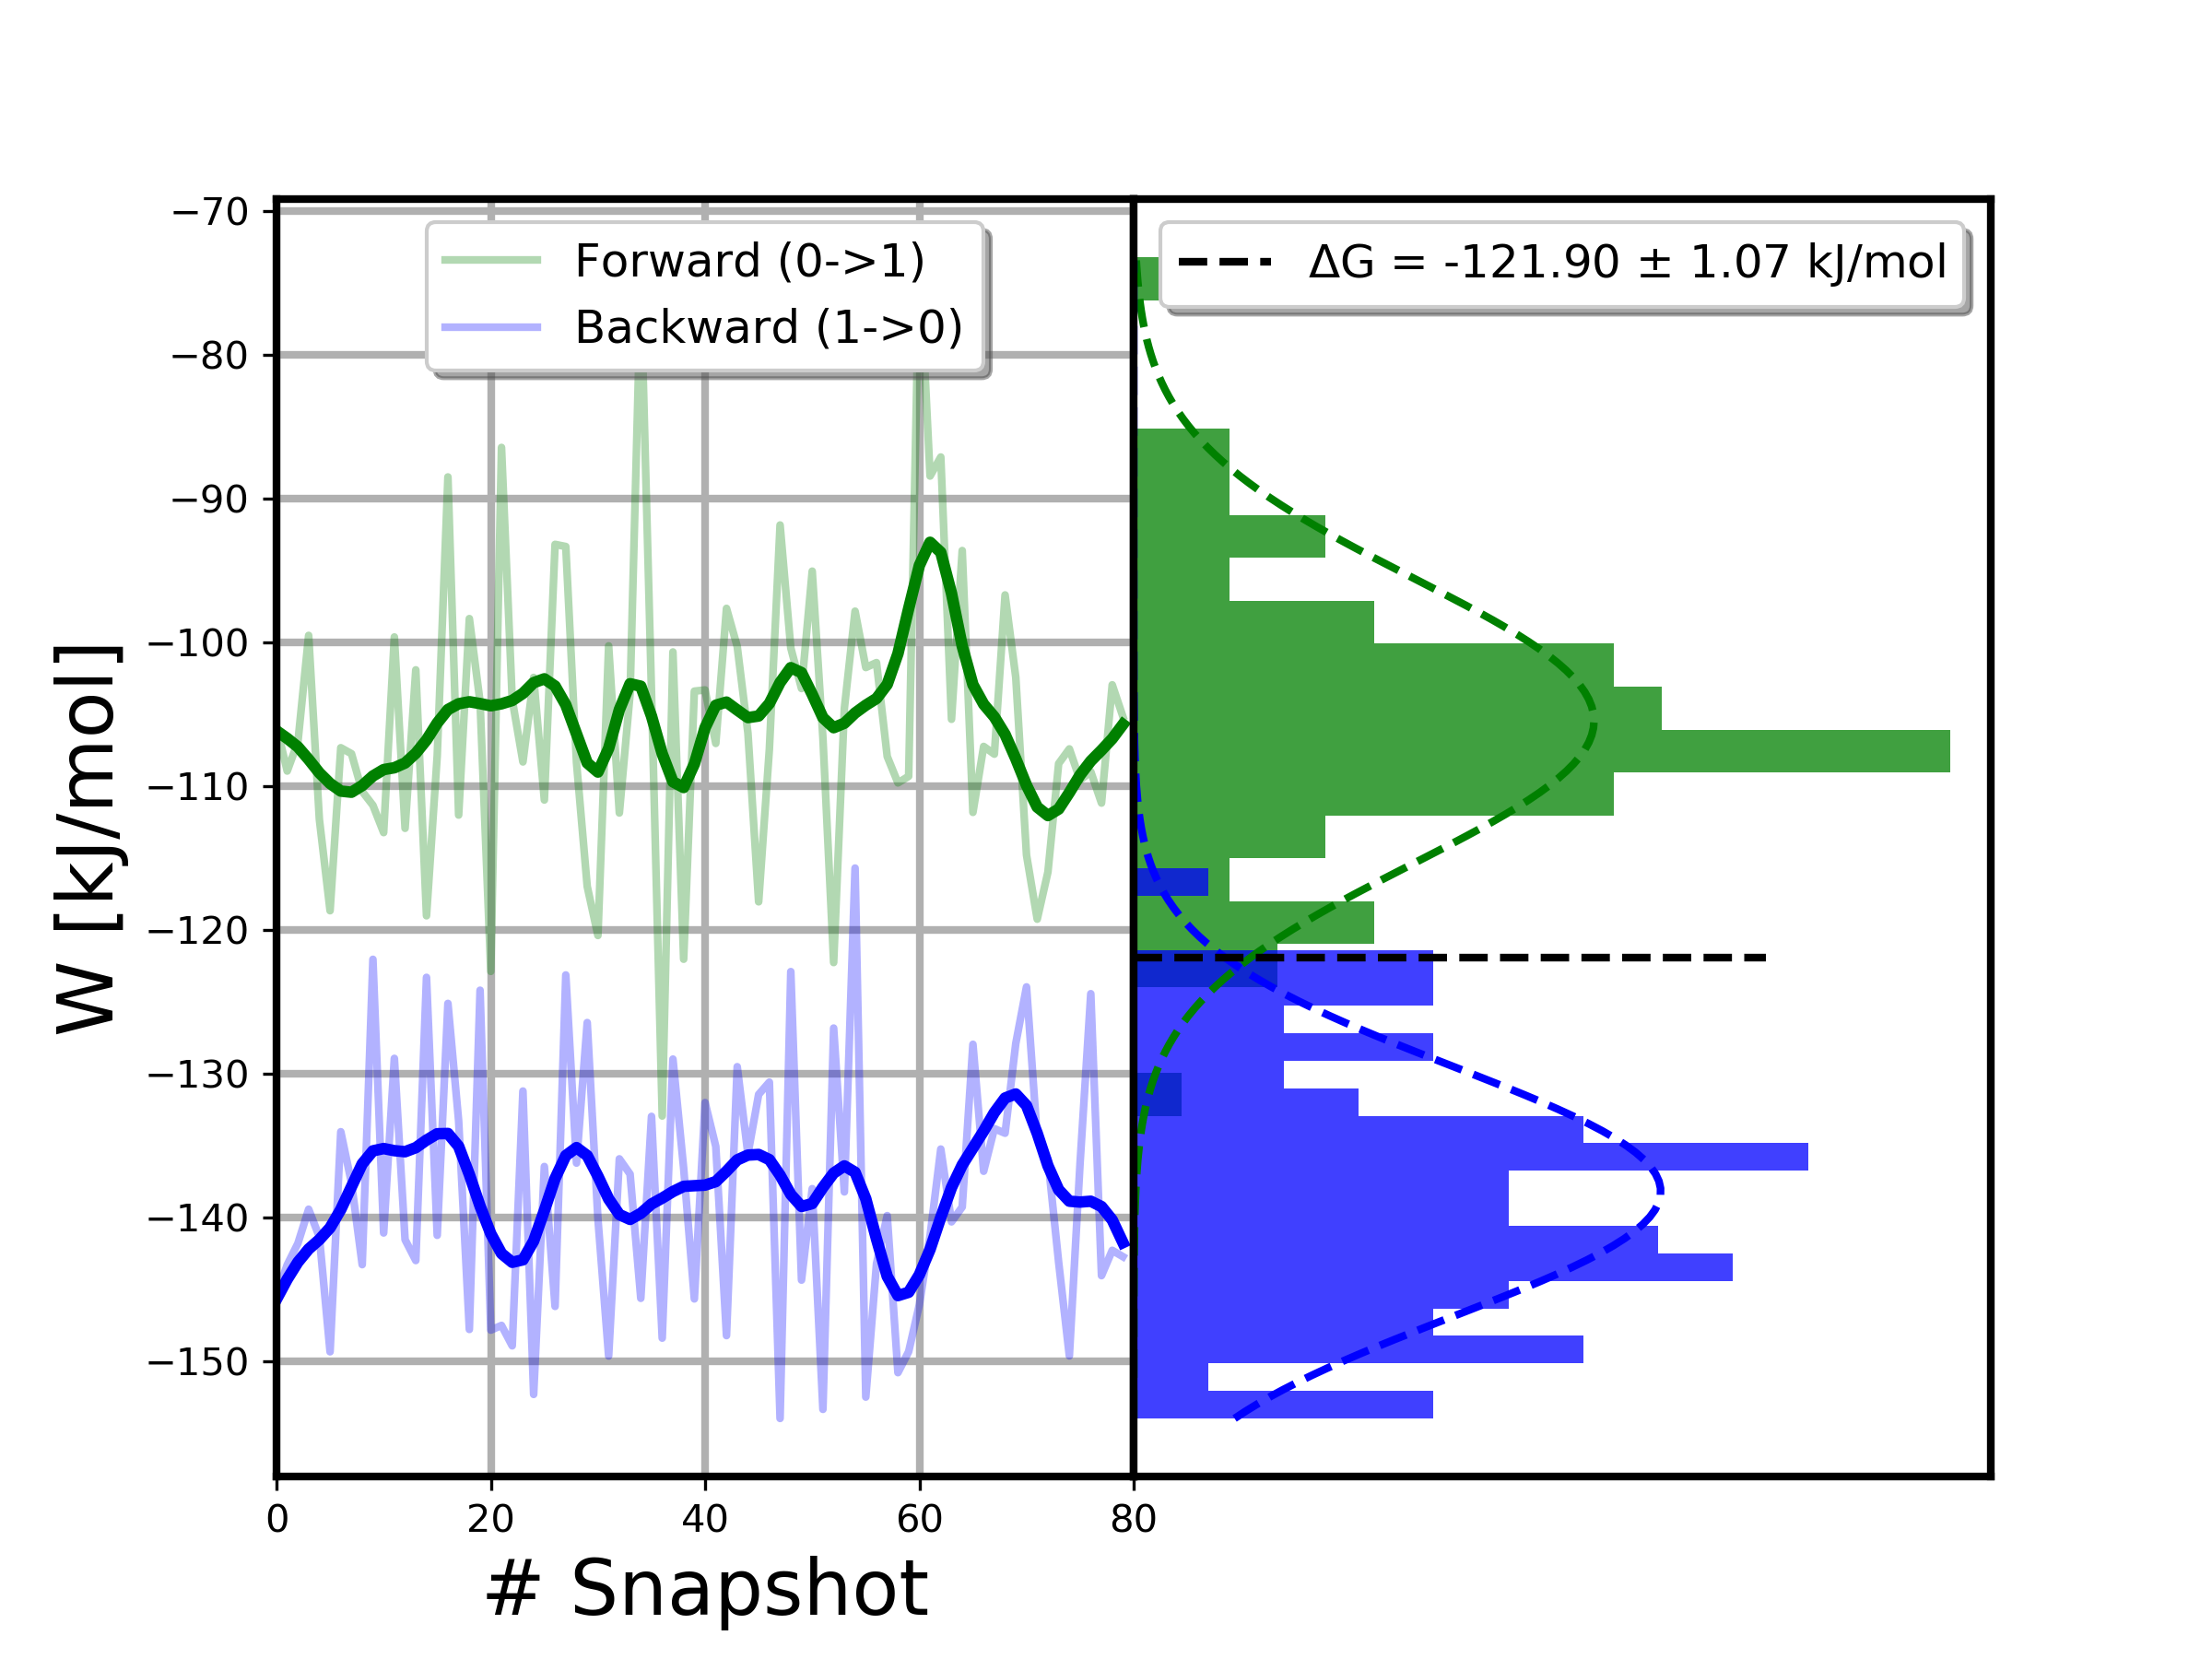 W [kJ/mol]
−70
−80
−90
−100
−110
−120
−130
−140
−150
Forward (0->1)
Backward (1->0)
ΔG = -121.90 ± 1.07 kJ/mol
0 20 40 60 80
# Snapshot